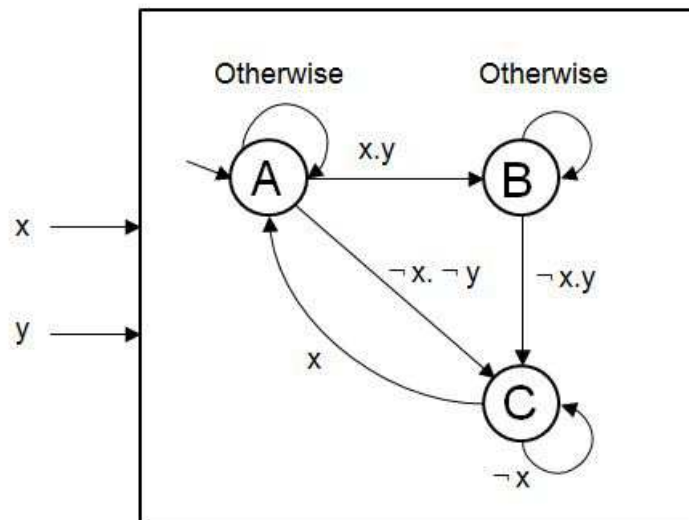 Otherwise
Otherwise
A
x.y
B
x
¬ x. ¬ y
¬ x.y
y
x
C
¬ x